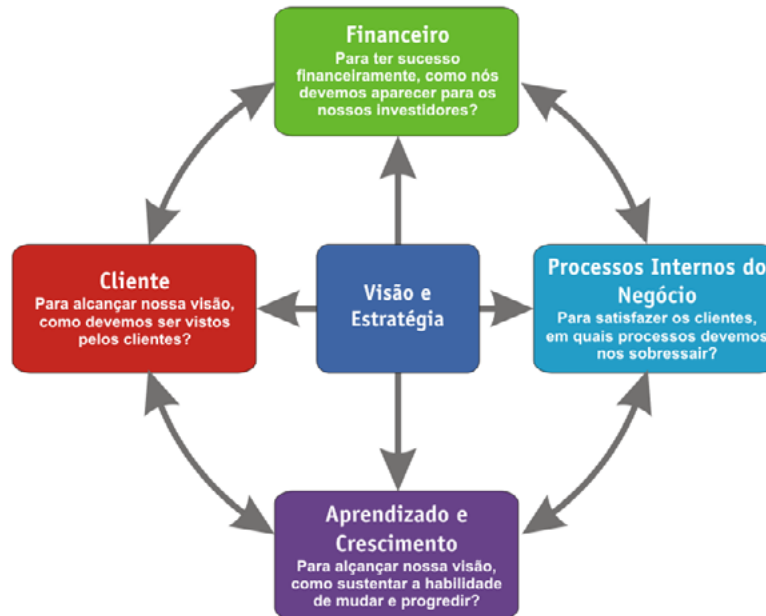 Financeiro
Para ter sucesso
financeiramente, como nós
devemos aparecer para os
nossos investidores?
Cliente
Para alcançar nossa visão,
como devemos ser vistos
pelos clientes?
Visão e
Estratégia
Processos Internos do
Negócio
Para satisfazer os clientes,
em quais processos devemos
nos sobressair?
Aprendizado e
Crescimento
Para alçançar nossa visão,
como sustentar a habilidade
de mudar e progredir?